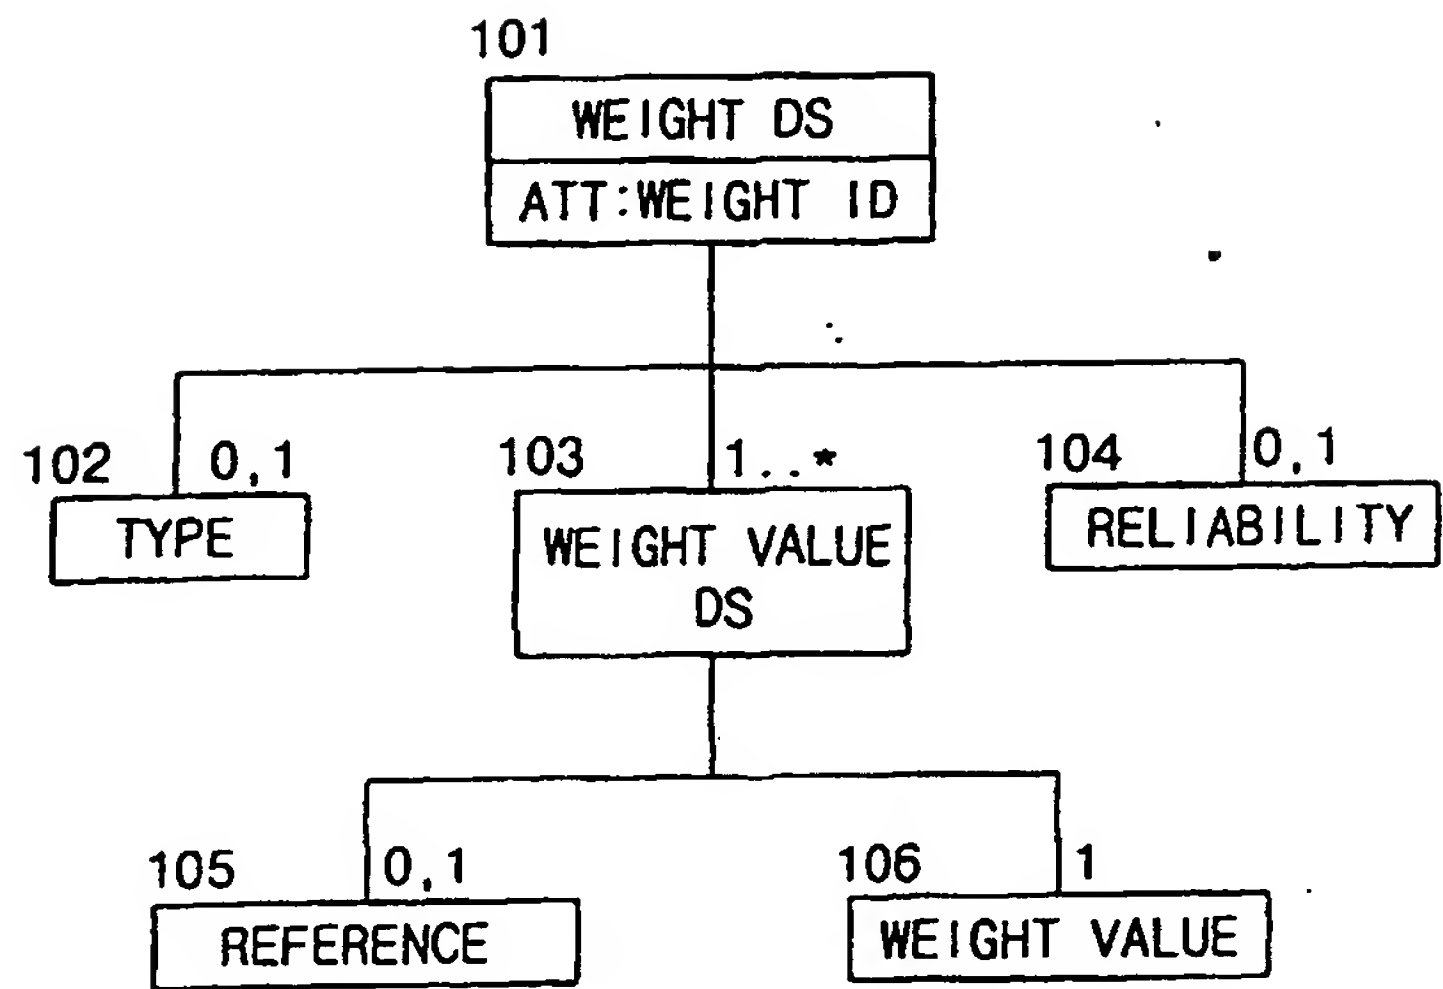 101
WEIGHT DS
ATT:WEIGHT ID
102 0,1
TYPE
103 1..*
WEIGHT VALUE
DS
104 0,1
RELIABILITY
105 0,1
REFERENCE
106 1
WEIGHT VALUE